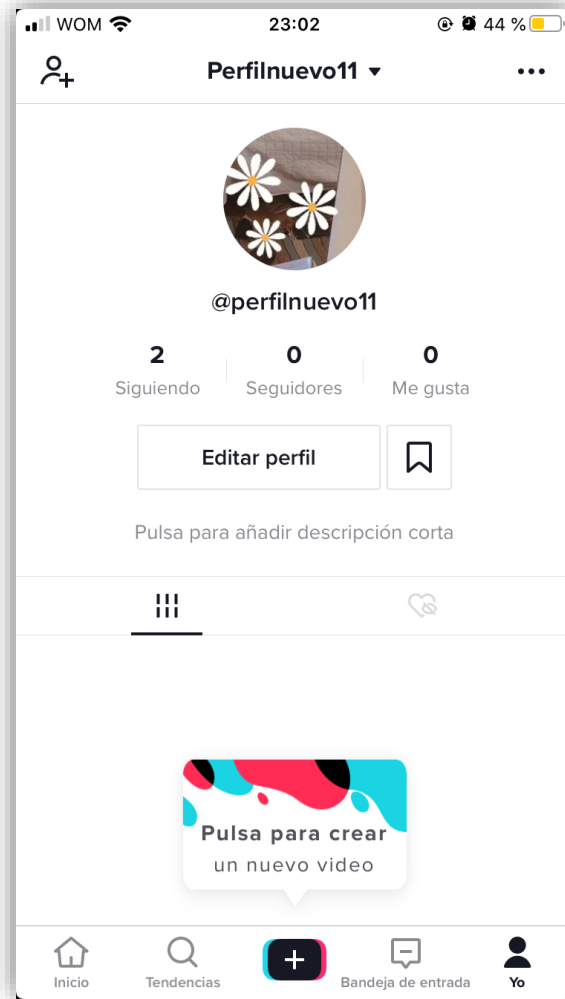 WOM 23:02 44 %
Perfilnuevo11
@perfilnuevo11
2 0 0
Siguiendo Seguidores Me gusta
Editar perfil
Pulsa para añadir descripción corta
Pulsa para crear
un nuevo video
Inicio Tendencias Bandeja de entrada Yo